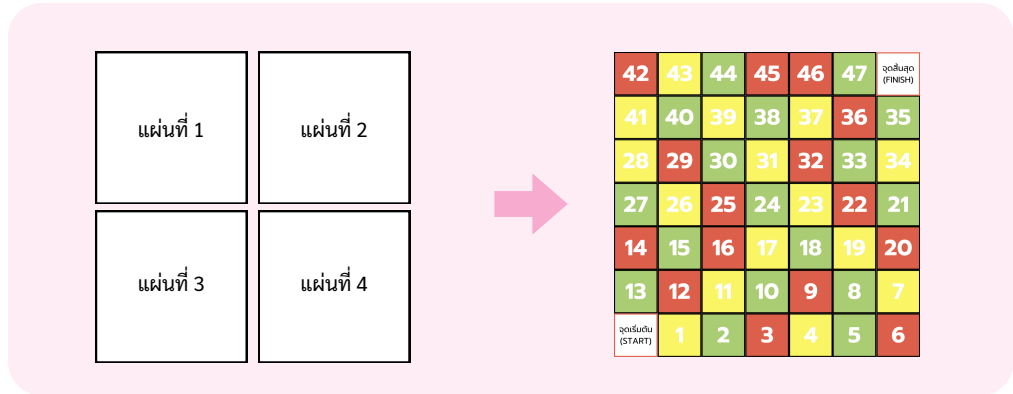 แผ่นที่ 1
แผ่นที่ 2
แผ่นที่ 3
แผ่นที่ 4
42 43 44 45 46 47 จุดสิ้นสุด
(FINISH)
41 40 39 38 37 36 35
28 29 30 31 32 33 34
27 26 25 24 23 22 21
14 15 16 17 18 19 20
13 12 11 10 9 8 7
จุดเริ่มต้น
(START) 1 2 3 4 5 6